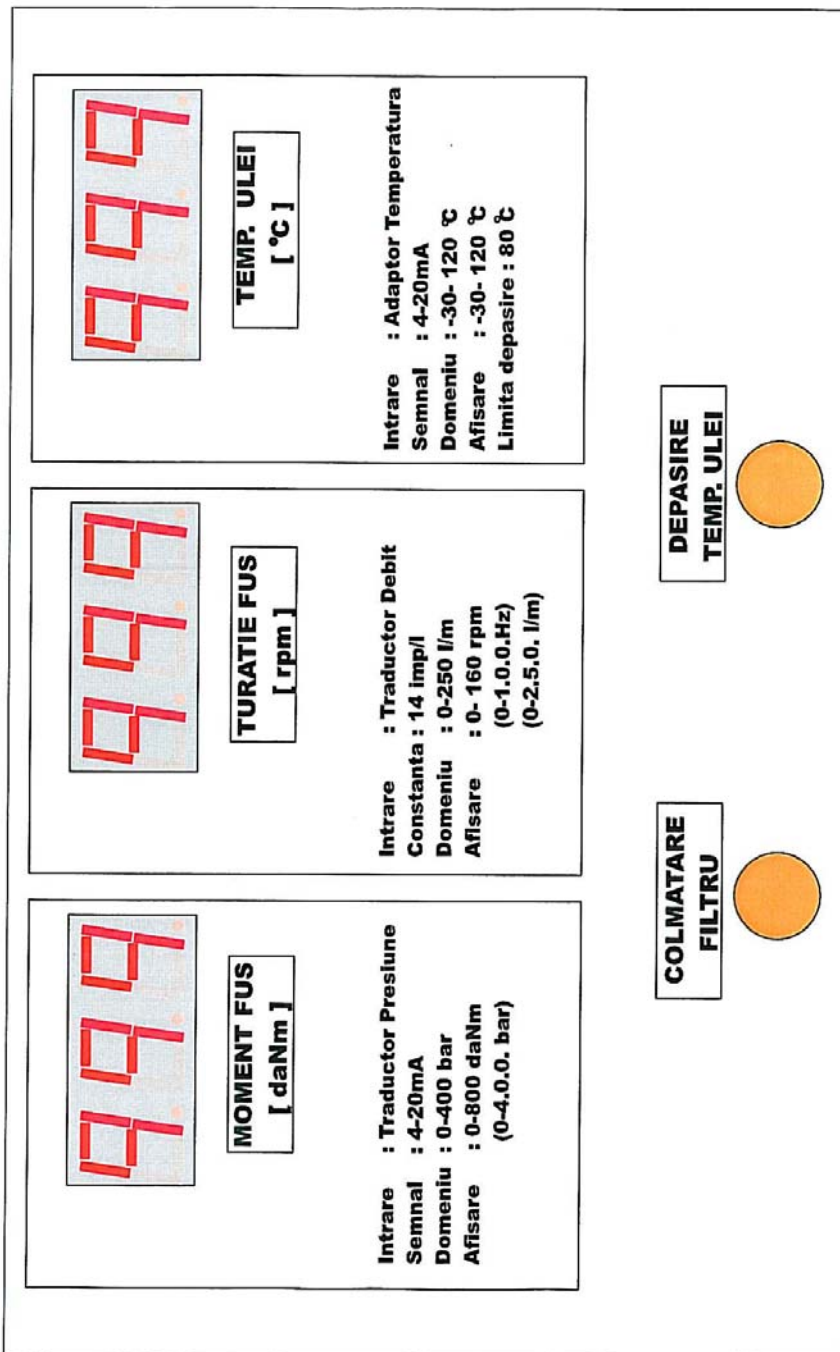 999
MOMENT FUS
[ daNm ]
Intrare : Traductor Presiune
Semnal : 4-20mA
Domeniu : 0-400 bar
Afisare : 0-800 daNm
(0-4.0.0. bar)
999
TURATIE FUS
[ rpm ]
Intrare : Traductor Debit
Constanta : 14 imp/l
Domeniu : 0-250 l/m
Afisare : 0- 160 rpm
(0-1.0.0.Hz)
(0-2.5.0. l/m)
999
TEMP. ULEI
[ °C ]
Intrare : Adaptor Temperatura
Semnal : 4-20mA
Domeniu : -30- 120 °C
Afisare : -30- 120 °C
Limita depasire : 80 °C
COLMATARE
FILTRU
DEPASIRE
TEMP. ULEI